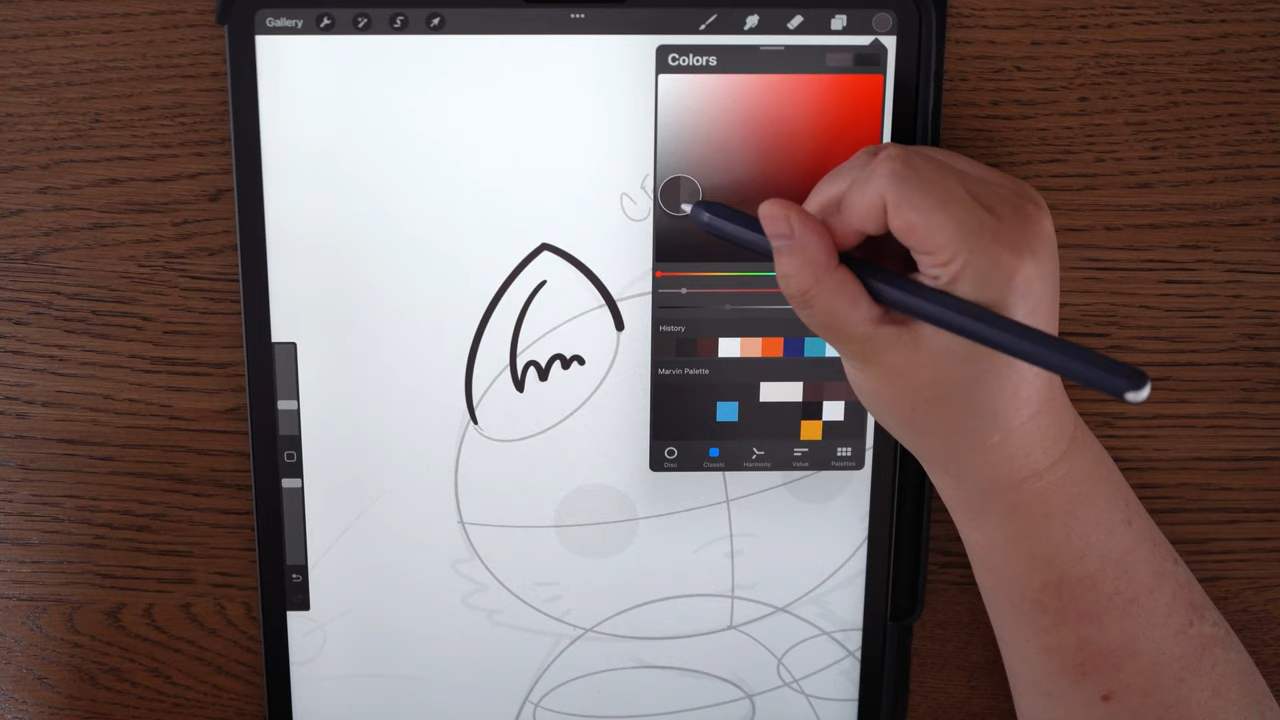 Gallery
Colors
History
Marvin Palette
Disc Classic Harmony Value Palettes